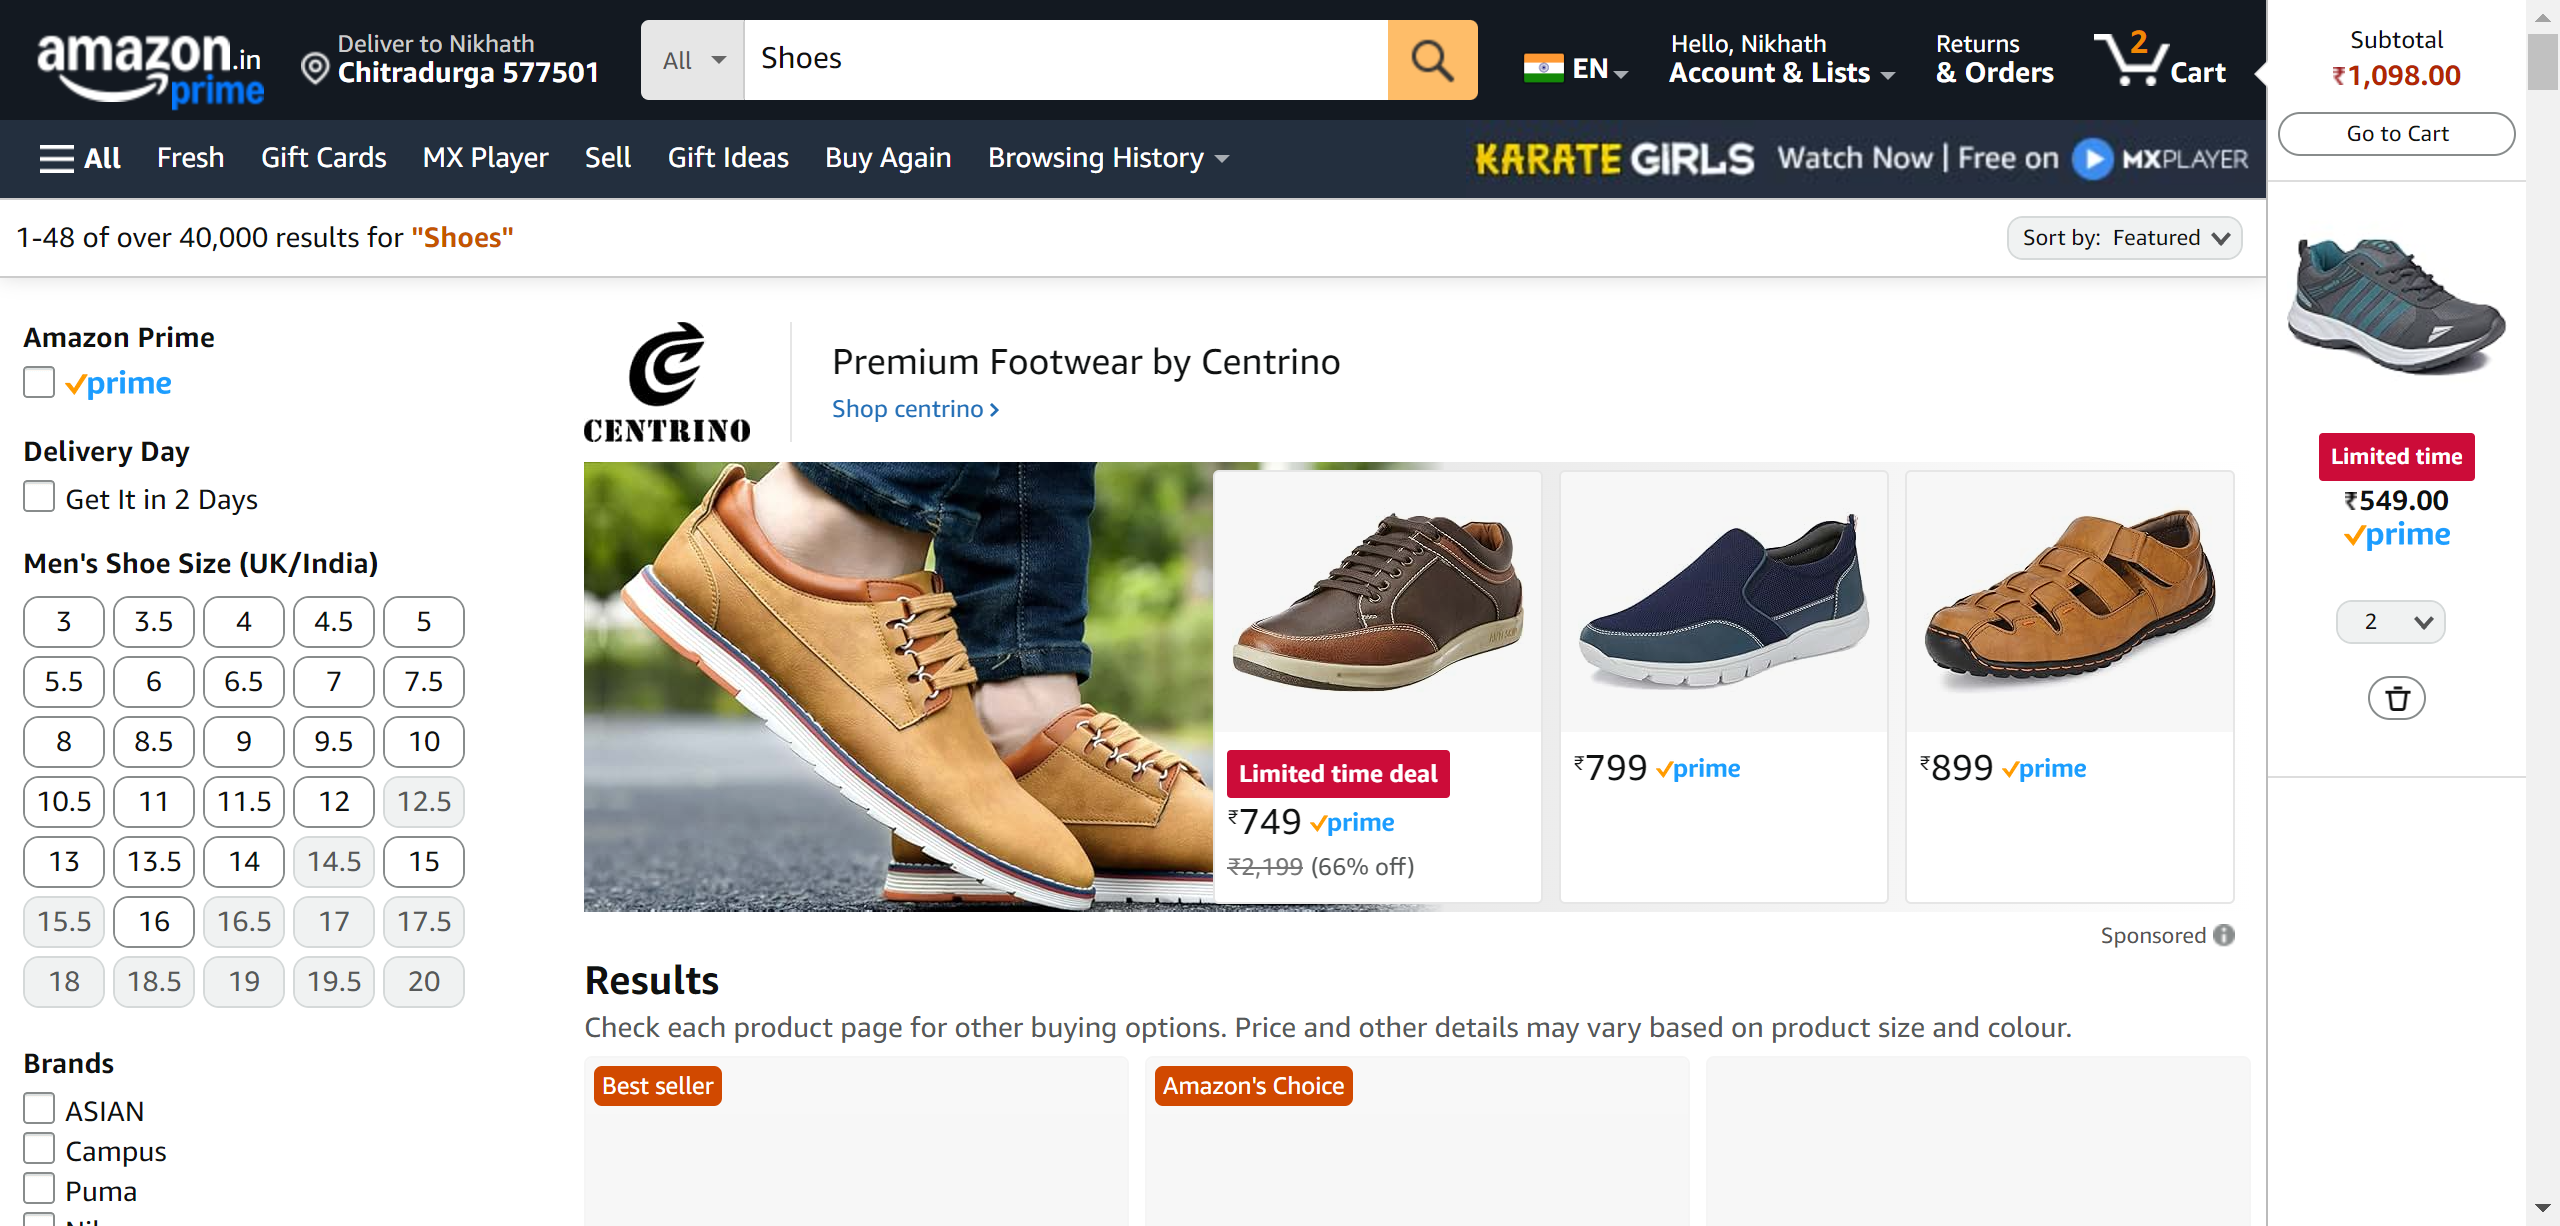 amazon.in
prime
Deliver to Nikhath
Chitradurga 577501
All
Shoes
EN
Hello, Nikhath
Account & Lists
Returns
& Orders
2
Cart
Subtotal
₹1,098.00
Go to Cart
All
Fresh
Gift Cards
MX Player
Sell
Gift Ideas
Buy Again
Browsing History
KARATE GIRLS Watch Now | Free on MXPLAYER
1-48 of over 40,000 results for "Shoes"
Sort by: Featured
Amazon Prime
prime
Delivery Day
Get It in 2 Days
Men's Shoe Size (UK/India)
3 3.5 4 4.5 5
5.5 6 6.5 7 7.5
8 8.5 9 9.5 10
10.5 11 11.5 12 12.5
13 13.5 14 14.5 15
15.5 16 16.5 17 17.5
18 18.5 19 19.5 20
Brands
ASIAN
Campus
Puma
CENTRINO
Premium Footwear by Centrino
Shop centrino
Limited time deal
₹749 prime
₹2,199 (66% off)
₹799 prime
₹899 prime
Sponsored
Results
Check each product page for other buying options. Price and other details may vary based on product size and colour.
Best seller
Amazon's Choice
Limited time
₹549.00
prime
2